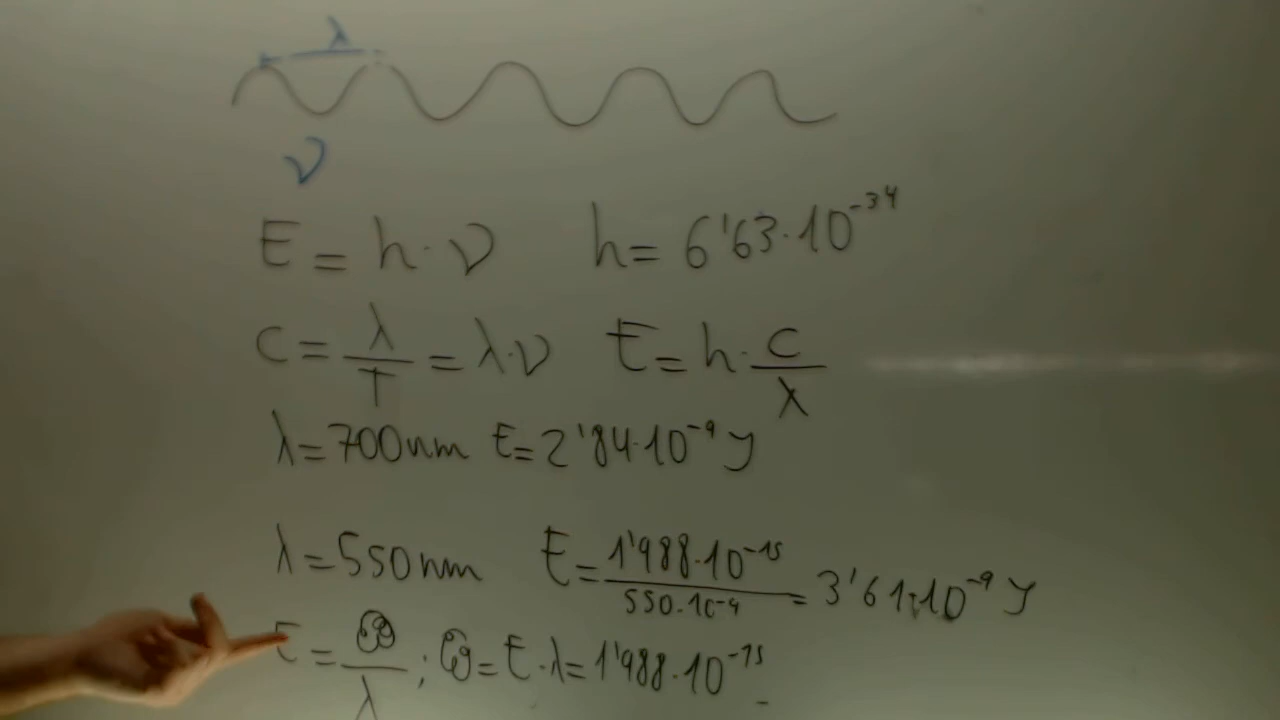 λ
ν
E = h · ν h = 6'63 · 10^-34
c = λ/T = λ · ν E = h · c/λ
λ = 700 nm E = 2'84 · 10^-9 J
λ = 550 nm E = 1'988 · 10^-15 / 550 · 10^-9 = 3'61 · 10^-9 J
E = /λ ; = E · λ = 1'988 · 10^-15